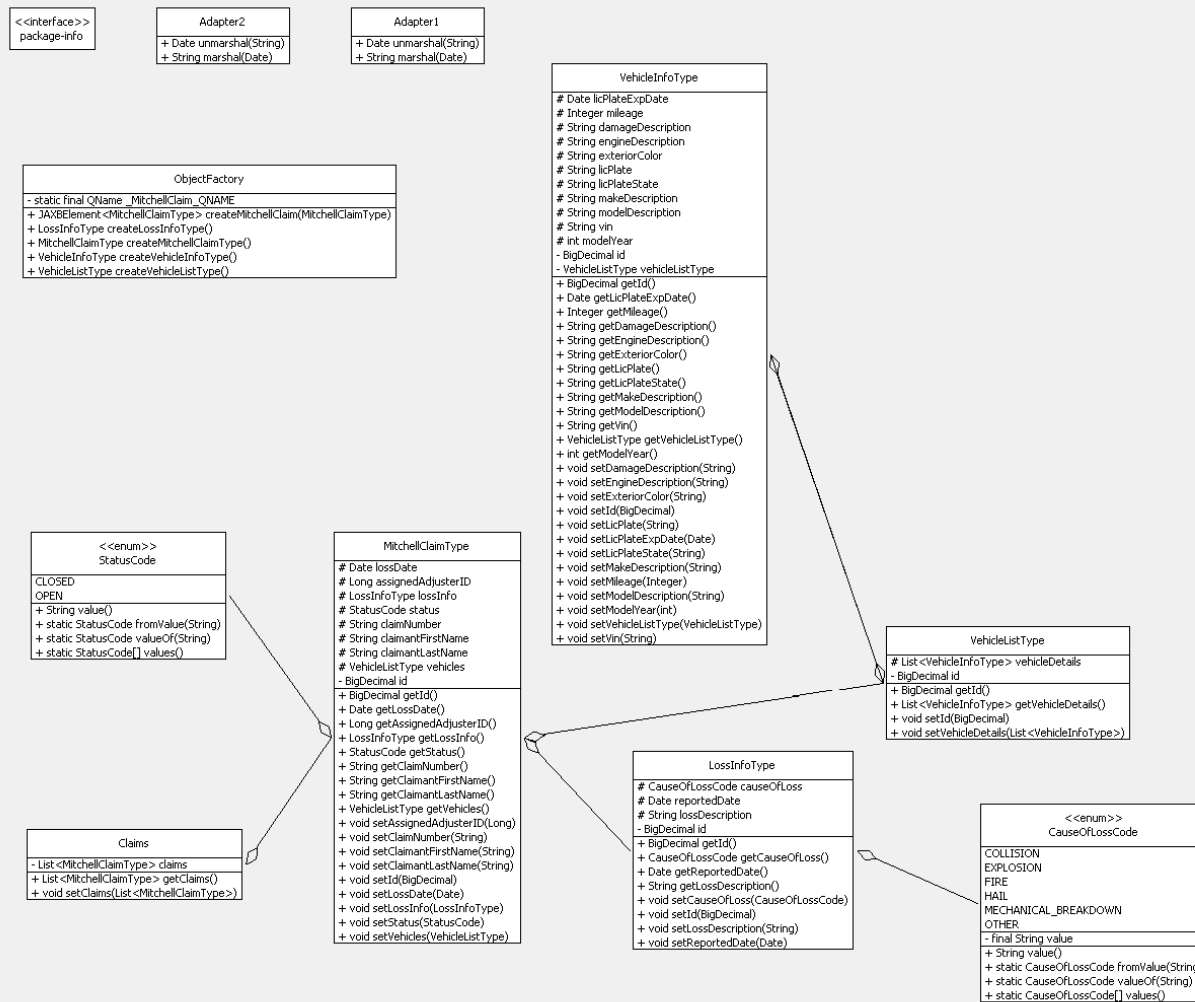 <<interface>>
package-info
Adapter2
+ Date unmarshal(String)
+ String marshal(Date)
Adapter1
+ Date unmarshal(String)
+ String marshal(Date)
VehicleInfoType
# Date licPlateExpDate
# Integer mileage
# String damageDescription
# String engineDescription
# String exteriorColor
# String licPlate
# String licPlateState
# String makeDescription
# String modelDescription
# String vin
# int modelYear
- BigDecimal id
- VehicleListType vehicleListType
+ BigDecimal getId()
+ Date getLicPlateExpDate()
+ Integer getMileage()
+ String getDamageDescription()
+ String getEngineDescription()
+ String getExteriorColor()
+ String getLicPlate()
+ String getLicPlateState()
+ String getMakeDescription()
+ String getModelDescription()
+ String getVin()
+ VehicleListType getVehicleListType()
+ int getModelYear()
+ void setDamageDescription(String)
+ void setEngineDescription(String)
+ void setExteriorColor(String)
+ void setId(BigDecimal)
+ void setLicPlate(String)
+ void setLicPlateExpDate(Date)
+ void setLicPlateState(String)
+ void setMakeDescription(String)
+ void setMileage(Integer)
+ void setModelDescription(String)
+ void setModelYear(int)
+ void setVehicleListType(VehicleListType)
+ void setVin(String)
ObjectFactory
- static final QName _MitchellClaim_QNAME
+ JAXBElement<MitchellClaimType> createMitchellClaim(MitchellClaimType)
+ LossInfoType createLossInfoType()
+ MitchellClaimType createMitchellClaimType()
+ VehicleInfoType createVehicleInfoType()
+ VehicleListType createVehicleListType()
<<enum>>
StatusCode
CLOSED
OPEN
+ String value()
+ static StatusCode fromValue(String)
+ static StatusCode valueOf(String)
+ static StatusCode[] values()
MitchellClaimType
# Date lossDate
# Long assignedAdjusterID
# LossInfoType lossInfo
# StatusCode status
# String claimNumber
# String claimantFirstName
# String claimantLastName
# VehicleListType vehicles
- BigDecimal id
+ BigDecimal getId()
+ Date getLossDate()
+ Long getAssignedAdjusterID()
+ LossInfoType getLossInfo()
+ StatusCode getStatus()
+ String getClaimNumber()
+ String getClaimantFirstName()
+ String getClaimantLastName()
+ VehicleListType getVehicles()
+ void setAssignedAdjusterID(Long)
+ void setClaimNumber(String)
+ void setClaimantFirstName(String)
+ void setClaimantLastName(String)
+ void setId(BigDecimal)
+ void setLossDate(Date)
+ void setLossInfo(LossInfoType)
+ void setStatus(StatusCode)
+ void setVehicles(VehicleListType)
VehicleListType
# List<VehicleInfoType> vehicleDetails
- BigDecimal id
+ BigDecimal getId()
+ List<VehicleInfoType> getVehicleDetails()
+ void setId(BigDecimal)
+ void setVehicleDetails(List<VehicleInfoType>)
Claims
- List<MitchellClaimType> claims
+ List<MitchellClaimType> getClaims()
+ void setClaims(List<MitchellClaimType>)
LossInfoType
# CauseOfLossCode causeOfLoss
# Date reportedDate
# String lossDescription
- BigDecimal id
+ BigDecimal getId()
+ CauseOfLossCode getCauseOfLoss()
+ Date getReportedDate()
+ String getLossDescription()
+ void setCauseOfLoss(CauseOfLossCode)
+ void setId(BigDecimal)
+ void setLossDescription(String)
+ void setReportedDate(Date)
<<enum>>
CauseOfLossCode
COLLISION
EXPLOSION
FIRE
HAIL
MECHANICAL_BREAKDOWN
OTHER
- final String value
+ String value()
+ static CauseOfLossCode fromValue(String
+ static CauseOfLossCode valueOf(String)
+ static CauseOfLossCode[] values()